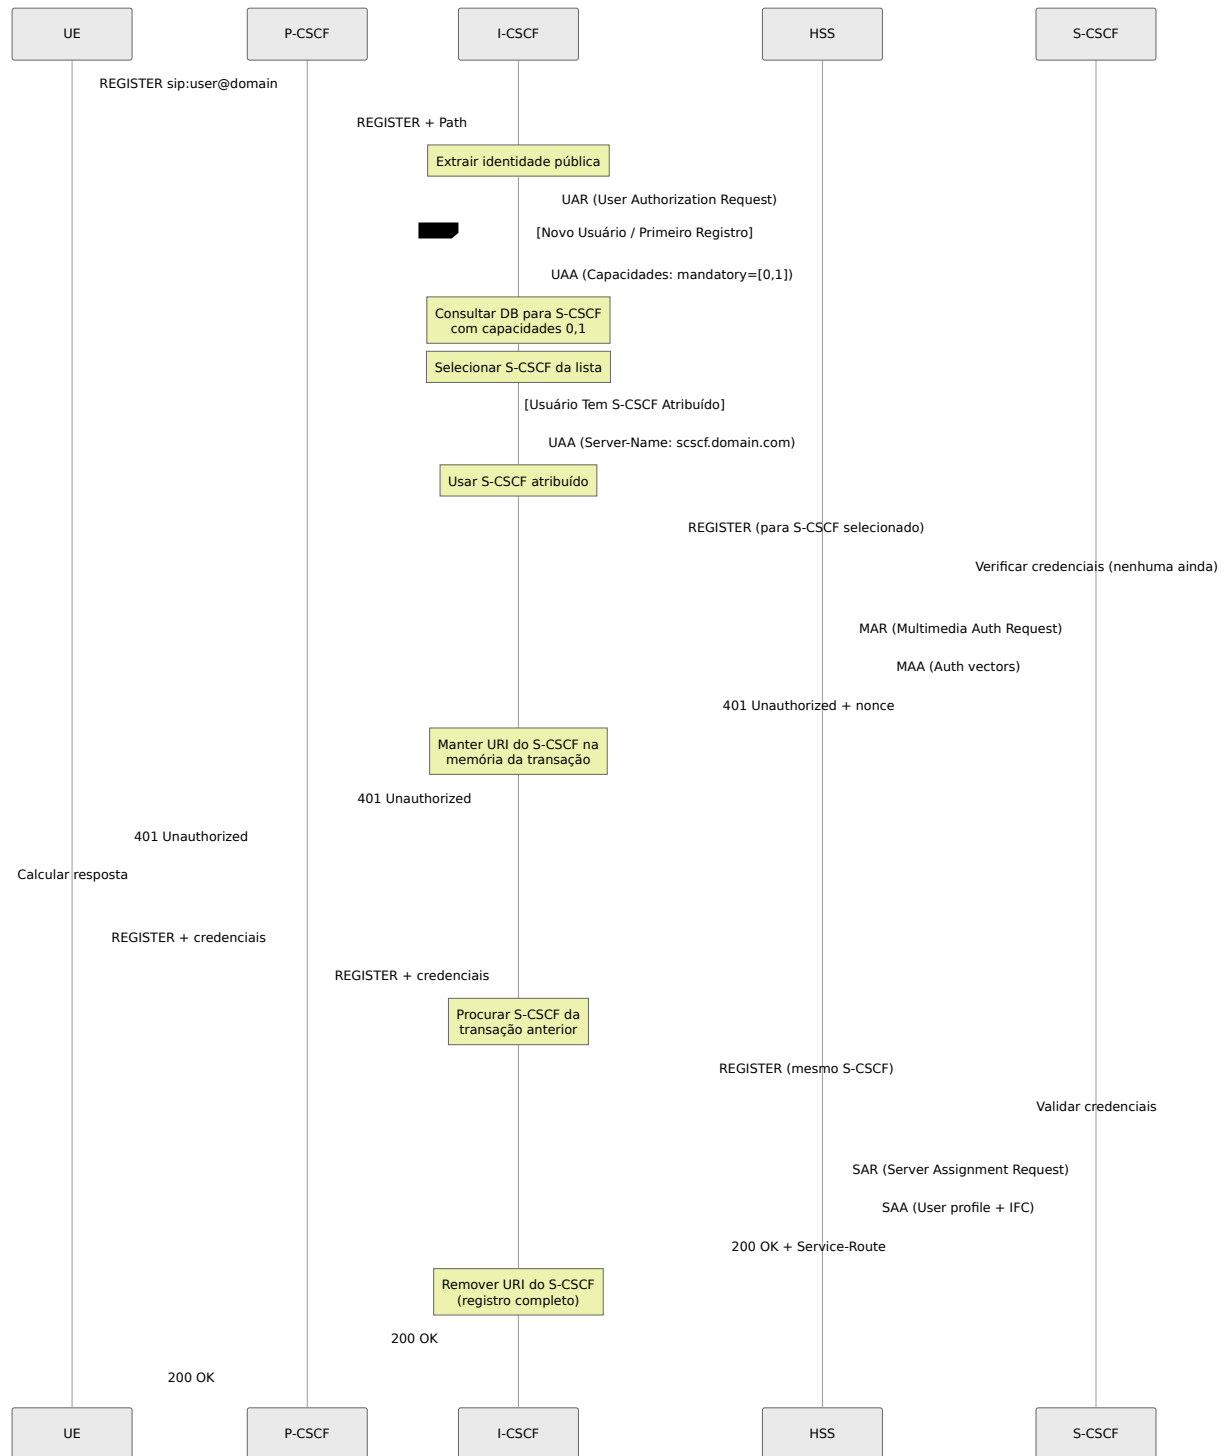 UE
P-CSCF
I-CSCF
HSS
S-CSCF
REGISTER sip:user@domain
REGISTER + Path
Extrair identidade pública
UAR (User Authorization Request)
[Novo Usuário / Primeiro Registro]
UAA (Capacidades: mandatory=[0,1])
Consultar DB para S-CSCF
com capacidades 0,1
Selecionar S-CSCF da lista
[Usuário Tem S-CSCF Atribuído]
UAA (Server-Name: scscf.domain.com)
Usar S-CSCF atribuído
REGISTER (para S-CSCF selecionado)
Verificar credenciais (nenhuma ainda)
MAR (Multimedia Auth Request)
MAA (Auth vectors)
401 Unauthorized + nonce
Manter URI do S-CSCF na
memória da transação
401 Unauthorized
401 Unauthorized
Calcular resposta
REGISTER + credenciais
REGISTER + credenciais
Procurar S-CSCF da
transação anterior
REGISTER (mesmo S-CSCF)
Validar credenciais
SAR (Server Assignment Request)
SAA (User profile + IFC)
200 OK + Service-Route
Remover URI do S-CSCF
(registro completo)
200 OK
200 OK
UE
P-CSCF
I-CSCF
HSS
S-CSCF